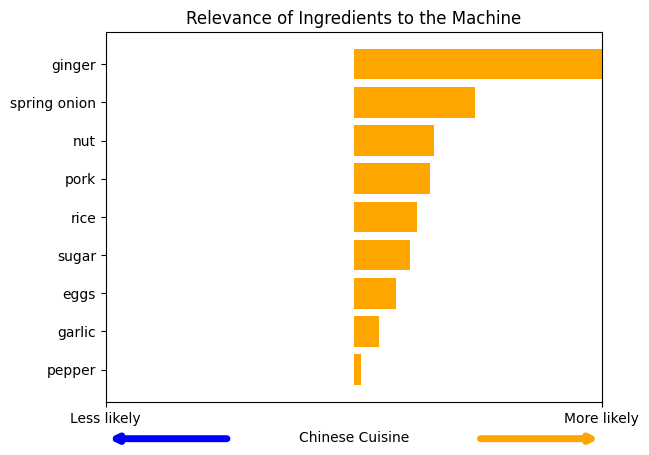 Relevance of Ingredients to the Machine
ginger
spring onion
nut
pork
rice
sugar
eggs
garlic
pepper
Less likely
More likely
Chinese Cuisine